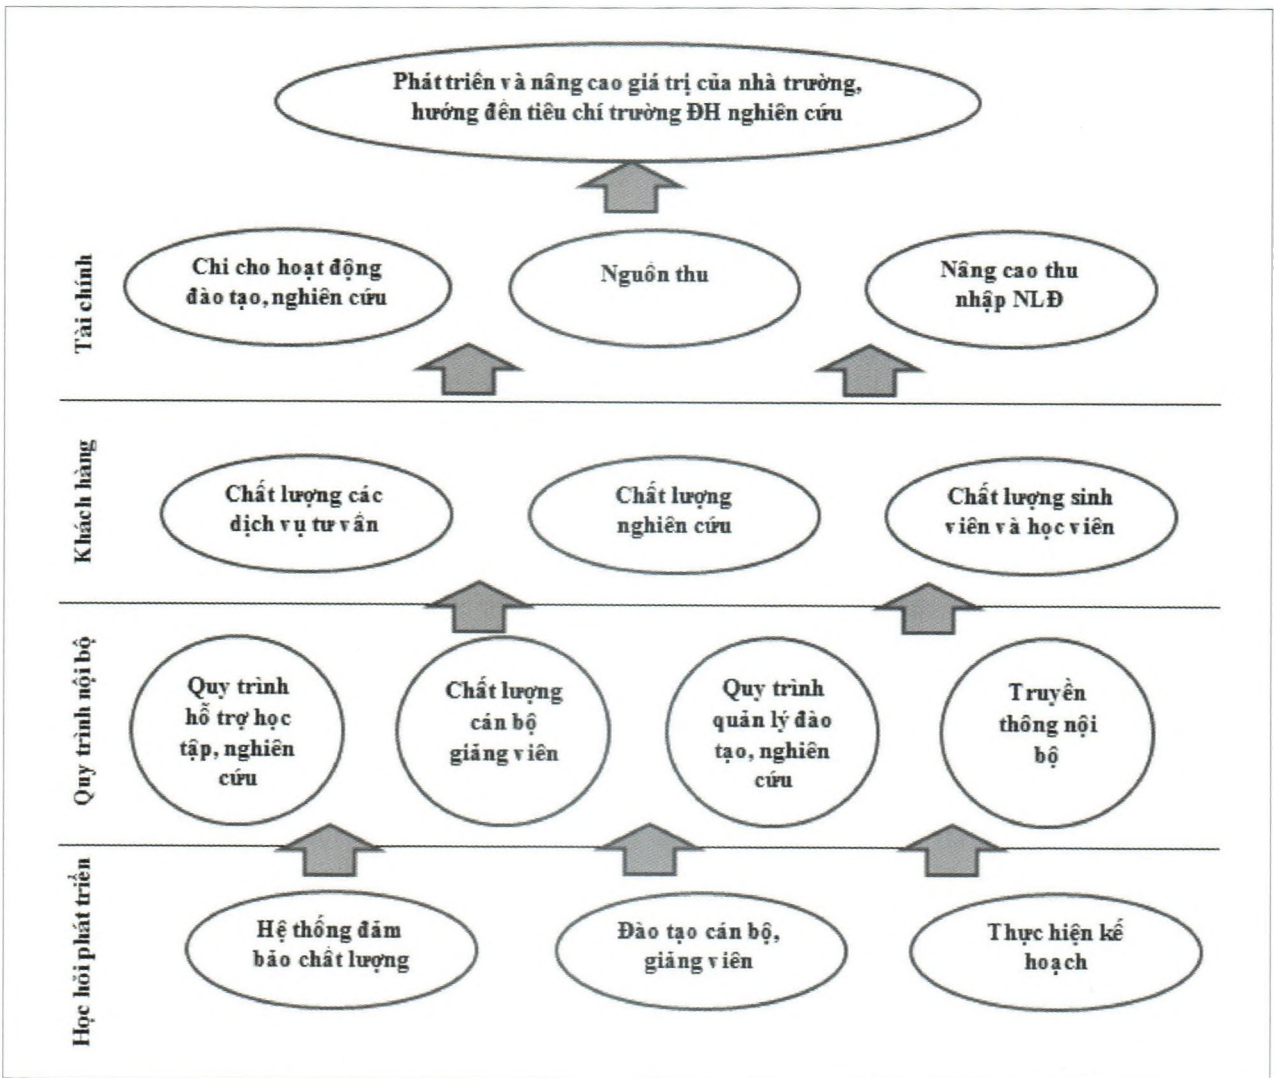 Phát triển và nâng cao giá trị của nhà trường,
hướng đến tiêu chí trường ĐH nghiên cứu
Tài chính
Chi cho hoạt động
đào tạo, nghiên cứu
Nguồn thu
Nâng cao thu
nhập NLĐ
Khách hàng
Chất lượng các
dịch vụ tư vấn
Chất lượng
nghiên cứu
Chất lượng sinh
viên và học viên
Quy trình nội bộ
Quy trình
hỗ trợ học
tập, nghiên
cứu
Chất lượng
cán bộ
giảng viên
Quy trình
quản lý đào
tạo, nghiên
cứu
Truyền
thông nội
bộ
Học hỏi phát triển
Hệ thống đảm
bảo chất lượng
Đào tạo cán bộ,
giảng viên
Thực hiện kế
hoạch